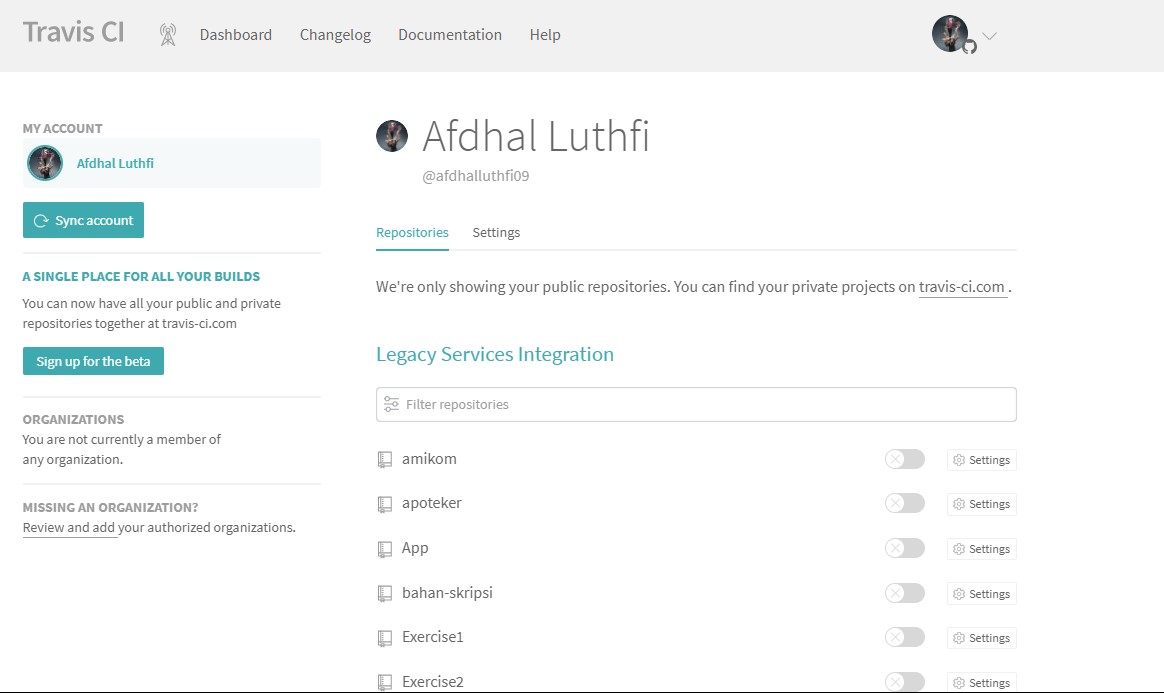 Travis CI
Dashboard
Changelog
Documentation
Help
MY ACCOUNT
Afdhal Luthfi
Sync account
A SINGLE PLACE FOR ALL YOUR BUILDS
You can now have all your public and private
repositories together at travis-ci.com
Sign up for the beta
ORGANIZATIONS
You are not currently a member of
any organization.
MISSING AN ORGANIZATION?
Review and add your authorized organizations.
Afdhal Luthfi
@afdhalluthfi09
Repositories
Settings
We're only showing your public repositories. You can find your private projects on travis-ci.com .
Legacy Services Integration
Filter repositories
amikom
Settings
apoteker
Settings
App
Settings
bahan-skripsi
Settings
Exercise1
Settings
Exercise2
Settings